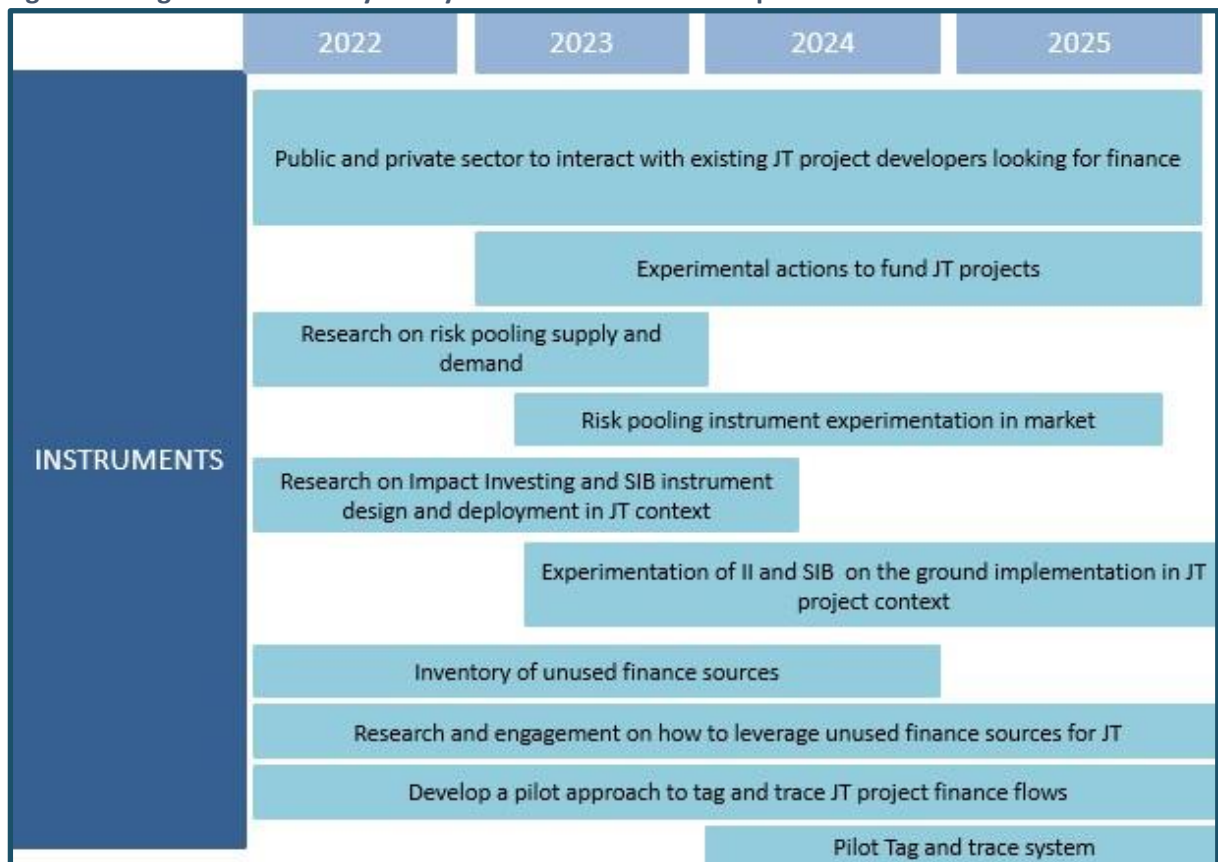 2022 2023 2024 2025
Public and private sector to interact with existing JT project developers looking for finance
Experimental actions to fund JT projects
Research on risk pooling supply and
demand
Risk pooling instrument experimentation in market
INSTRUMENTS
Research on Impact Investing and SIB instrument
design and deployment in JT context
Experimentation of II and SIB on the ground implementation in JT
project context
Inventory of unused finance sources
Research and engagement on how to leverage unused finance sources for JT
Develop a pilot approach to tag and trace JT project finance flows
Pilot Tag and trace system